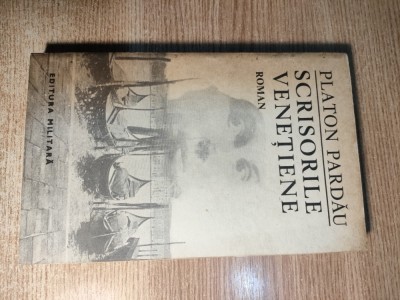 PLATON PARDĂU
SCRISORILE
VENEȚIENE
ROMAN
EDITURA MILITARĂ